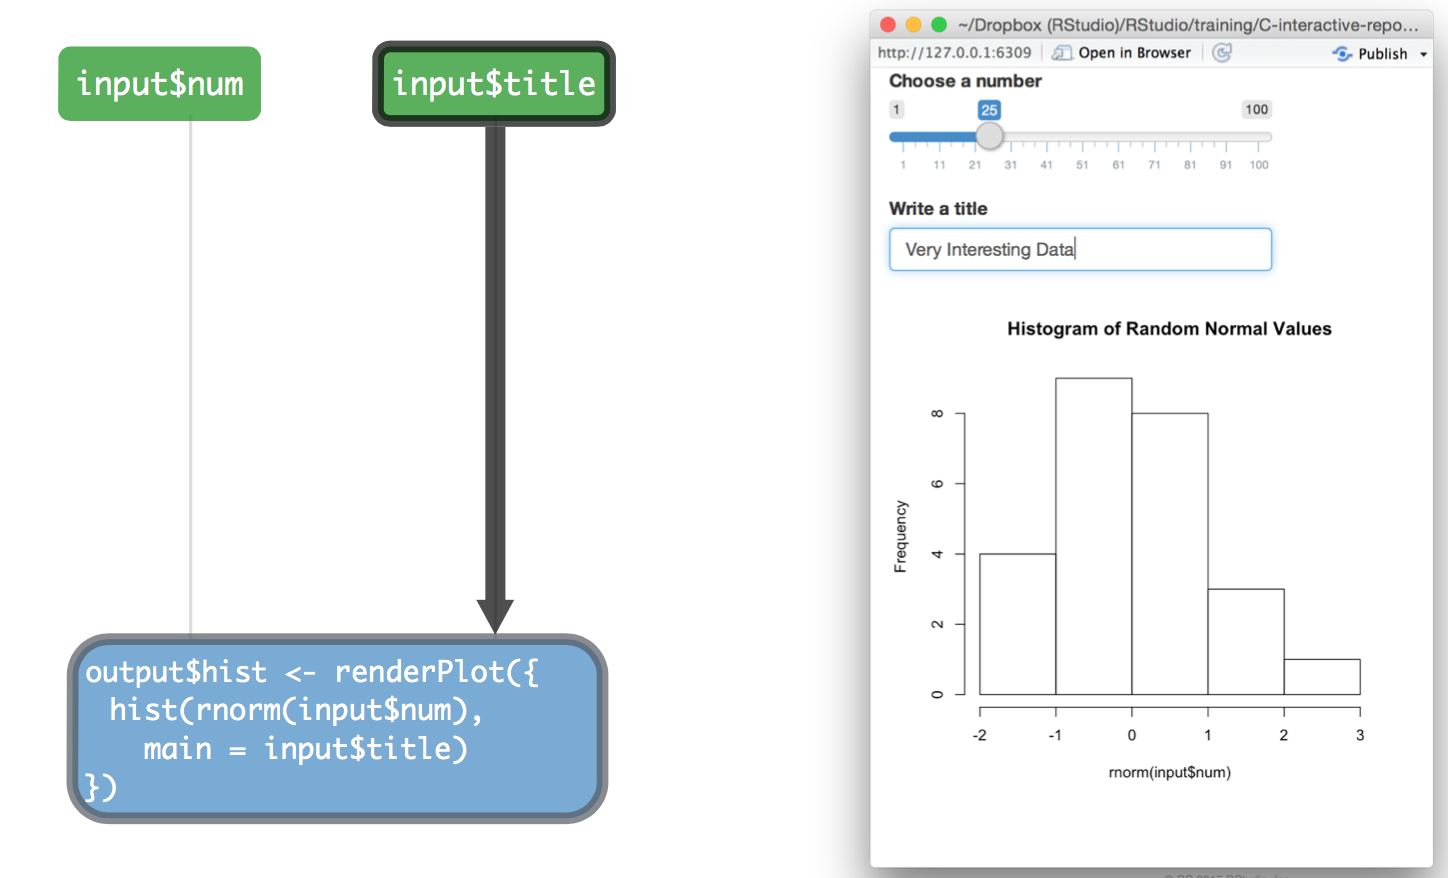 input$num
input$title
output$hist <- renderPlot({
hist(rnorm(input$num),
main = input$title)
})
~/Dropbox (RStudio)/RStudio/training/C-interactive-repo...
http://127.0.0.1:6309
Open in Browser
Publish
Choose a number
1 25 100
1 11 21 31 41 51 61 71 81 91 100
Write a title
Very Interesting Data
Histogram of Random Normal Values
Frequency
8
6
4
2
0
-2 -1 0 1 2 3
rnorm(input$num)